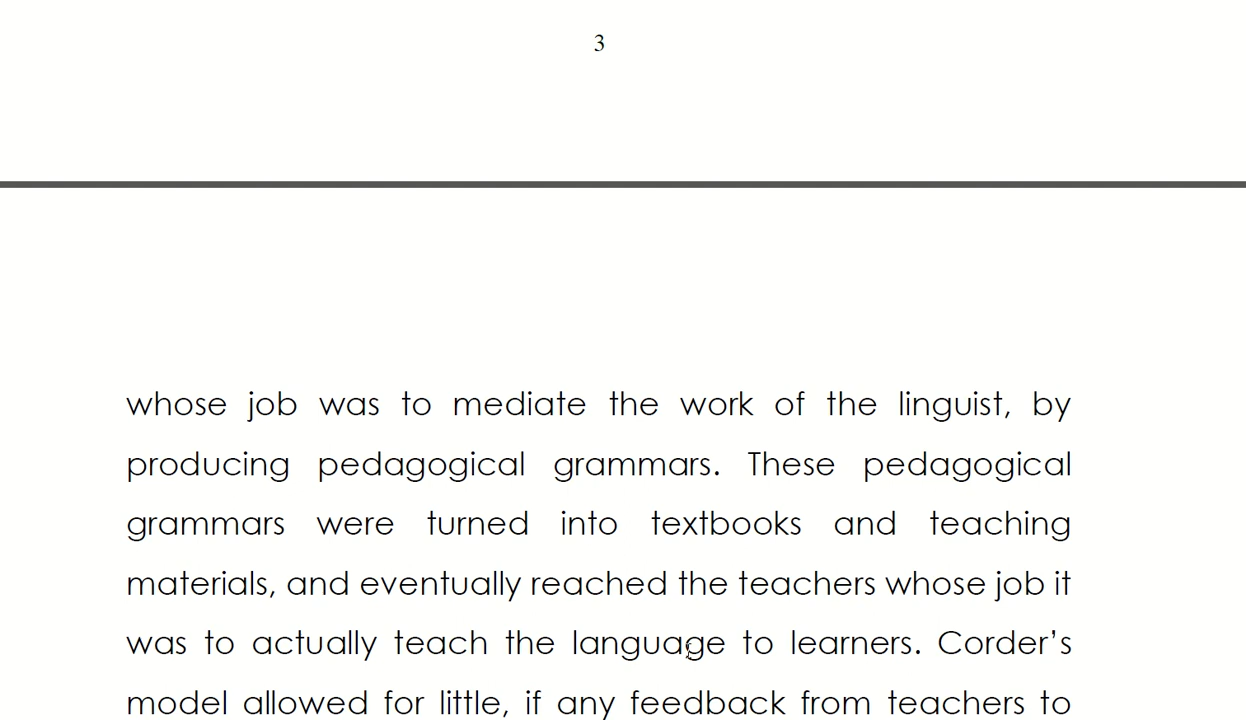 3
whose job was to mediate the work of the linguist, by
producing pedagogical grammars. These pedagogical
grammars were turned into textbooks and teaching
materials, and eventually reached the teachers whose job it
was to actually teach the language to learners. Corder’s
model allowed for little, if any feedback from teachers to